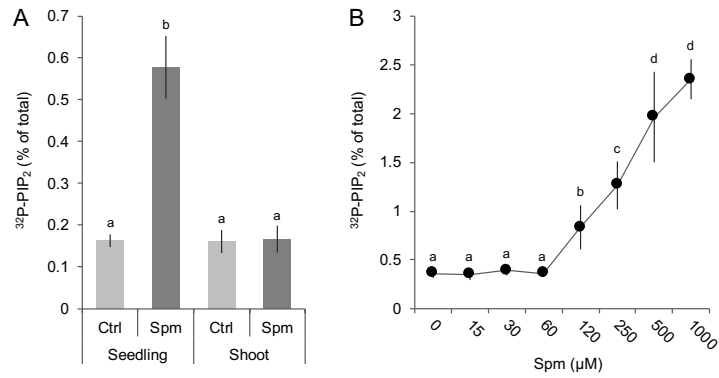 A
³²P-PIP₂ (% of total)
0.7
0.6
0.5
0.4
0.3
0.2
0.1
0
a
b
a
a
Ctrl Spm Ctrl Spm
Seedling Shoot
B
³²P-PIP₂ (% of total)
3
2.5
2
1.5
1
0.5
0
a a a a b c d d
0 15 30 60 120 250 500 1000
Spm (µM)